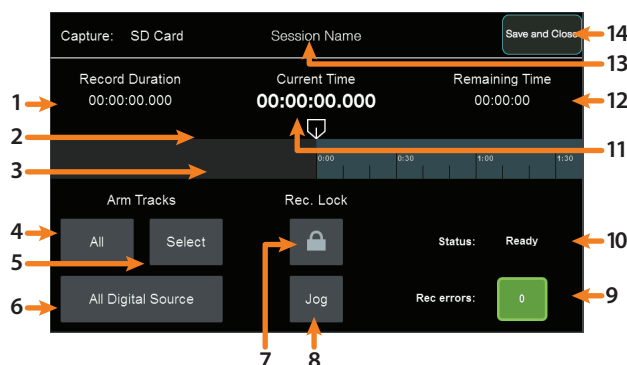 Capture: SD Card Session Name Save and Close 14
13
Record Duration Current Time Remaining Time
1 00:00:00.000 00:00:00.000 00:00:00 12
2
11
3 0:00 0:30 1:00 1:30
Arm Tracks Rec. Lock
4 All Select
5
Status: Ready 10
6 All Digital Source Jog Rec errors: 0 9
7 8